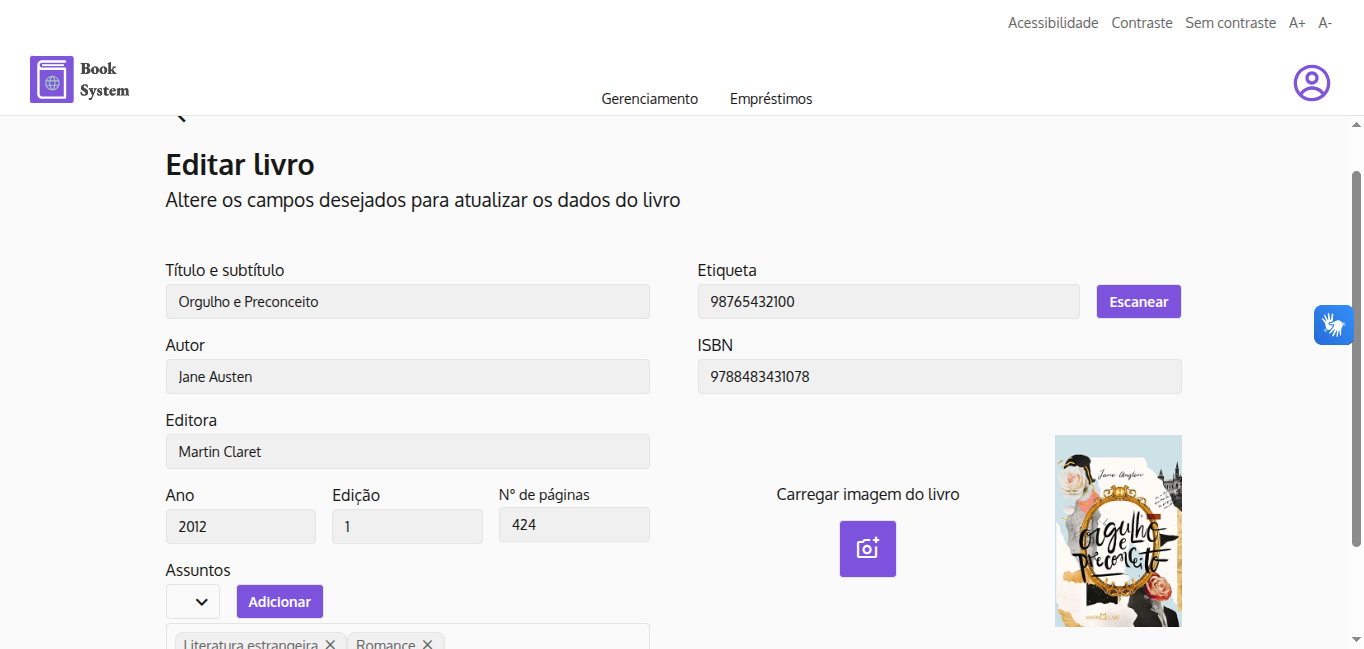 Acessibilidade Contraste Sem contraste A+ A-
Book
System
Gerenciamento Empréstimos
Editar livro
Altere os campos desejados para atualizar os dados do livro
Título e subtítulo
Orgulho e Preconceito
Etiqueta
98765432100
Escanear
Autor
Jane Austen
ISBN
9788483431078
Editora
Martin Claret
Ano
2012
Edição
1
N° de páginas
424
Carregar imagem do livro
Jane Austen
orgulho
e
preconceito
Assuntos
Adicionar
Literatura estrangeira
Romance